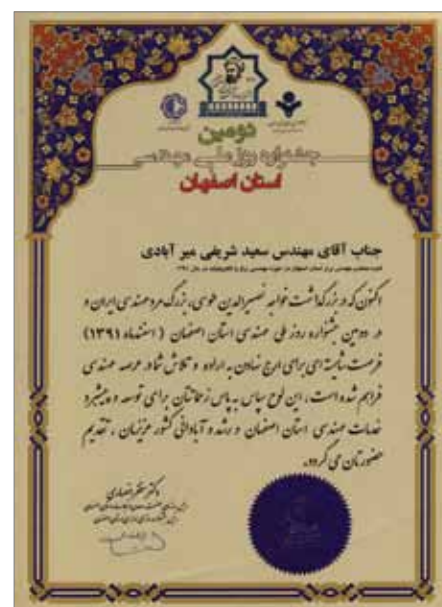 دومین
جشنواره روز ملی مهندسی
استان اصفهان
جناب آقای مهندس سعید شریفی میر آبادی
اکنون که در بزرگداشت خواجه نصیرالدین طوسی، بزرگ مرد مهندسی ایران و
در دومین جشنواره روز ملی مهندسی استان اصفهان ( اسفندماه ۱۳۹۱ )
فرصت شایسته ای برای ارج نهادن به اراده و تلاش شما در عرصه مهندسی
فراهم شده است، این لوح سپاس به پاس زحماتتان برای توسعه و پیشبرد
خدمات مهندسی استان اصفهان و رشد و آبادانی کشور عزیزمان ، تقدیم
حضورتان می گردد.